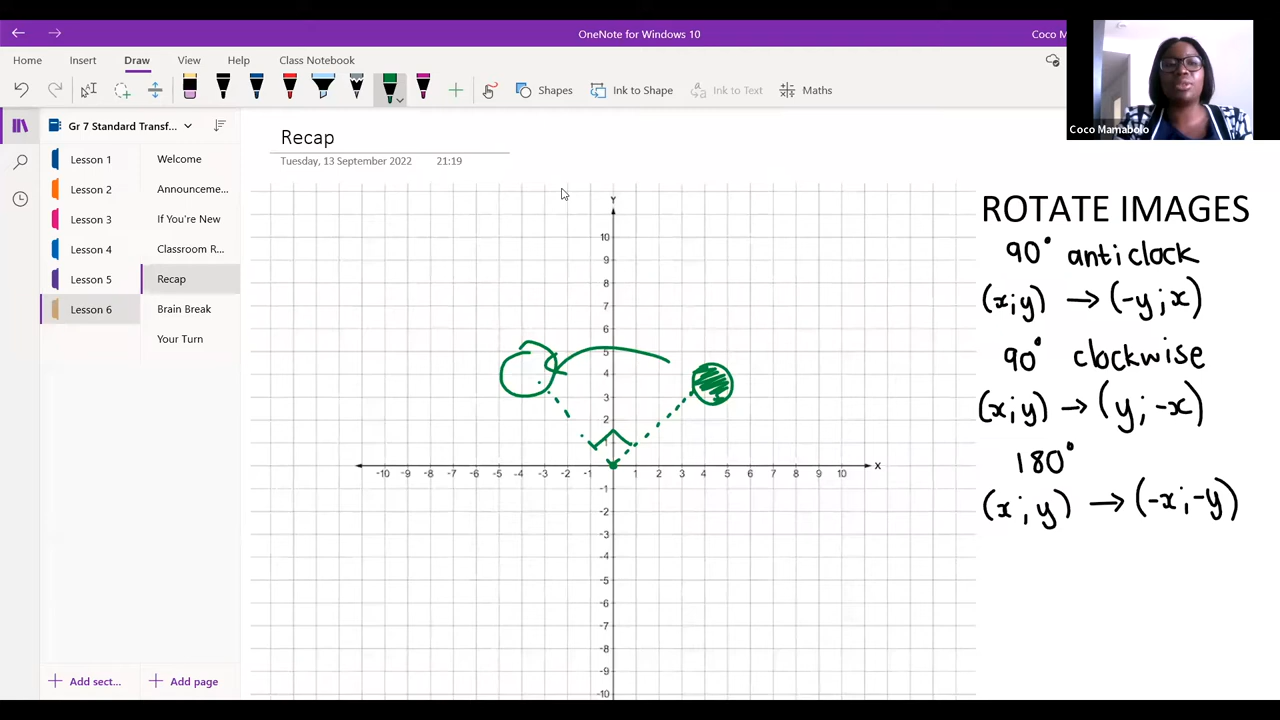 OneNote for Windows 10
Coco M
Home Insert Draw View Help Class Notebook
Shapes Ink to Shape Ink to Text Maths
Coco Mamabolo
Gr 7 Standard Transf...
Lesson 1
Lesson 2
Lesson 3
Lesson 4
Lesson 5
Lesson 6
Welcome
Announceme...
If You're New
Classroom R...
Recap
Brain Break
Your Turn
Add sect...
Add page
Recap
Tuesday, 13 September 2022 21:19
Y
10
9
8
7
6
5
4
3
2
1
-10 -9 -8 -7 -6 -5 -4 -3 -2 -1 1 2 3 4 5 6 7 8 9 10 X
-1
-2
-3
-4
-5
-6
-7
-8
-9
-10
ROTATE IMAGES
90° anticlock
(x;y) → (-y;x)
90° clockwise
(x;y) → (y;-x)
180°
(x;y) → (-x;-y)